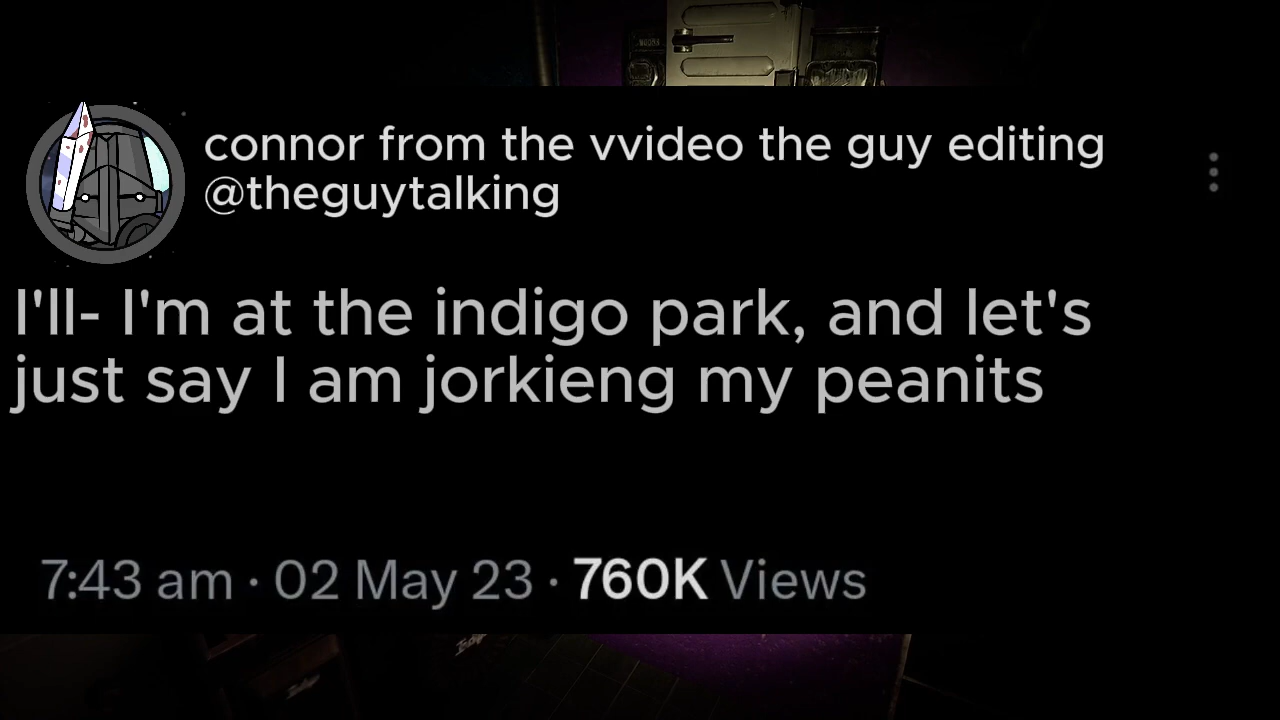 connor from the vvideo the guy editing
@theguytalking
I'll- I'm at the indigo park, and let's
just say I am jorkieng my peanits
7:43 am · 02 May 23 · 760K Views